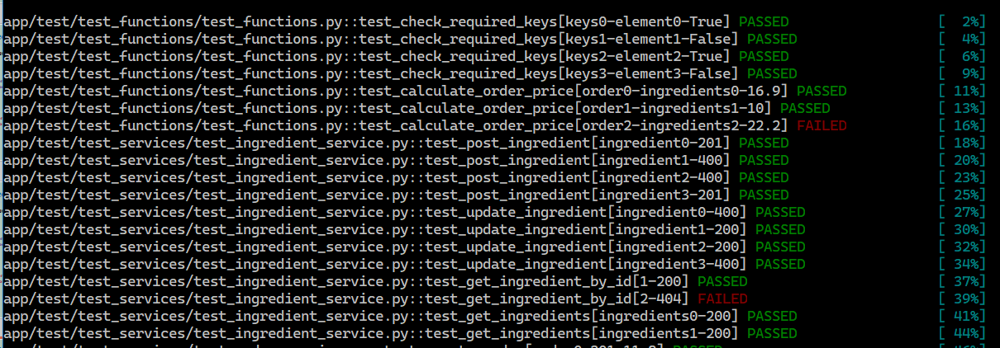 app/test/test_functions/test_functions.py::test_check_required_keys[keys0-element0-True] PASSED [  2%]
app/test/test_functions/test_functions.py::test_check_required_keys[keys1-element1-False] PASSED [  4%]
app/test/test_functions/test_functions.py::test_check_required_keys[keys2-element2-True] PASSED [  6%]
app/test/test_functions/test_functions.py::test_check_required_keys[keys3-element3-False] PASSED [  9%]
app/test/test_functions/test_functions.py::test_calculate_order_price[order0-ingredients0-16.9] PASSED [ 11%]
app/test/test_functions/test_functions.py::test_calculate_order_price[order1-ingredients1-10] PASSED [ 13%]
app/test/test_functions/test_functions.py::test_calculate_order_price[order2-ingredients2-22.2] FAILED [ 16%]
app/test/test_services/test_ingredient_service.py::test_post_ingredient[ingredient0-201] PASSED [ 18%]
app/test/test_services/test_ingredient_service.py::test_post_ingredient[ingredient1-400] PASSED [ 20%]
app/test/test_services/test_ingredient_service.py::test_post_ingredient[ingredient2-400] PASSED [ 23%]
app/test/test_services/test_ingredient_service.py::test_post_ingredient[ingredient3-201] PASSED [ 25%]
app/test/test_services/test_ingredient_service.py::test_update_ingredient[ingredient0-400] PASSED [ 27%]
app/test/test_services/test_ingredient_service.py::test_update_ingredient[ingredient1-200] PASSED [ 30%]
app/test/test_services/test_ingredient_service.py::test_update_ingredient[ingredient2-200] PASSED [ 32%]
app/test/test_services/test_ingredient_service.py::test_update_ingredient[ingredient3-400] PASSED [ 34%]
app/test/test_services/test_ingredient_service.py::test_get_ingredient_by_id[1-200] PASSED [ 37%]
app/test/test_services/test_ingredient_service.py::test_get_ingredient_by_id[2-404] FAILED [ 39%]
app/test/test_services/test_ingredient_service.py::test_get_ingredients[ingredients0-200] PASSED [ 41%]
app/test/test_services/test_ingredient_service.py::test_get_ingredients[ingredients1-200] PASSED [ 44%]